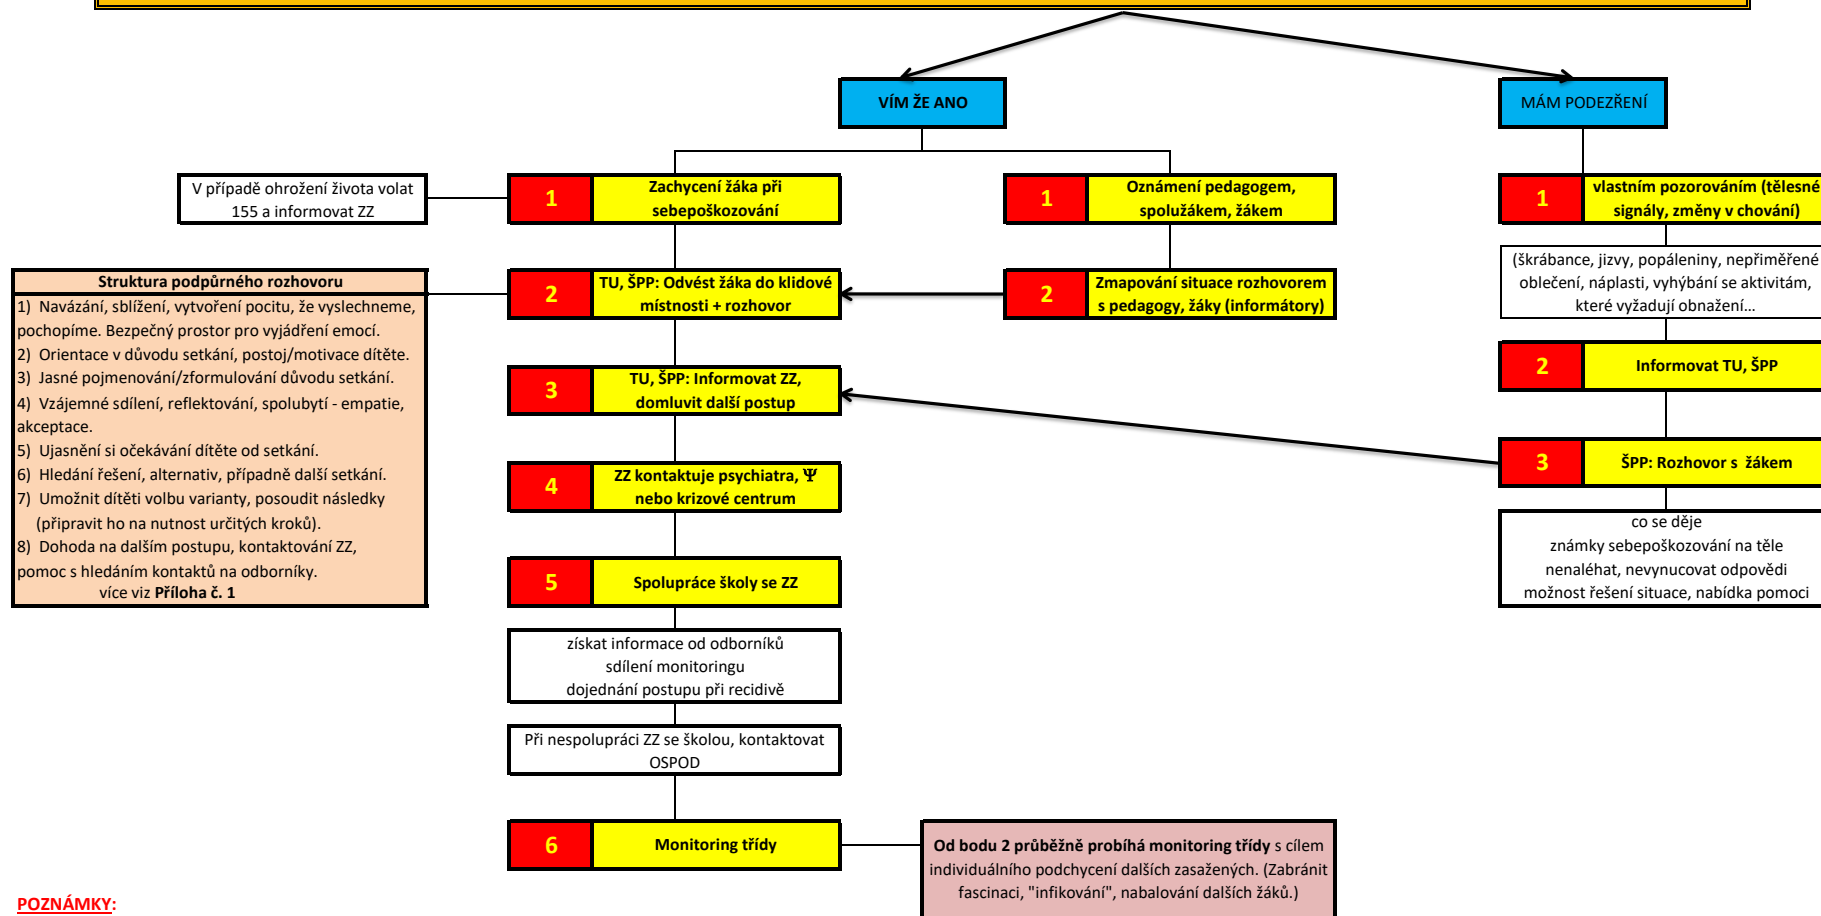 VÍM ŽE ANO
MÁM PODEZŘENÍ
V případě ohrožení života volat
155 a informovat ZZ
1
Zachycení žáka při
sebepoškozování
1
Oznámení pedagogem,
spolužákem, žákem
1
vlastním pozorováním (tělesné
signály, změny v chování)
(škrábance, jizvy, popáleniny, nepřiměřené
oblečení, náplasti, vyhýbání se aktivitám,
které vyžadují obnažení…
Struktura podpůrného rozhovoru
1) Navázání, sblížení, vytvoření pocitu, že vyslechneme,
pochopíme. Bezpečný prostor pro vyjádření emocí.
2) Orientace v důvodu setkání, postoj/motivace dítěte.
3) Jasné pojmenování/zformulování důvodu setkání.
4) Vzájemné sdílení, reflektování, spolubytí - empatie,
akceptace.
5) Ujasnění si očekávání dítěte od setkání.
6) Hledání řešení, alternativ, případně další setkání.
7) Umožnit dítěti volbu varianty, posoudit následky
(připravit ho na nutnost určitých kroků).
8) Dohoda na dalším postupu, kontaktování ZZ,
pomoc s hledáním kontaktů na odborníky.
více viz Příloha č. 1
2
TU, ŠPP: Odvést žáka do klidové
místnosti + rozhovor
2
Zmapování situace rozhovorem
s pedagogy, žáky (informátory)
2
Informovat TU, ŠPP
3
TU, ŠPP: Informovat ZZ,
domluvit další postup
3
ŠPP: Rozhovor s žákem
4
ZZ kontaktuje psychiatra, Ψ
nebo krizové centrum
co se děje
známky sebepoškozování na těle
nenaléhat, nevynucovat odpovědi
možnost řešení situace, nabídka pomoci
5
Spolupráce školy se ZZ
získat informace od odborníků
sdílení monitoringu
dojednání postupu při recidivě
Při nespolupráci ZZ se školou, kontaktovat
OSPOD
6
Monitoring třídy
Od bodu 2 průběžně probíhá monitoring třídy s cílem
individuálního podchycení dalších zasažených. (Zabránit
fascinaci, "infikování", nabalování dalších žáků.)
POZNÁMKY: